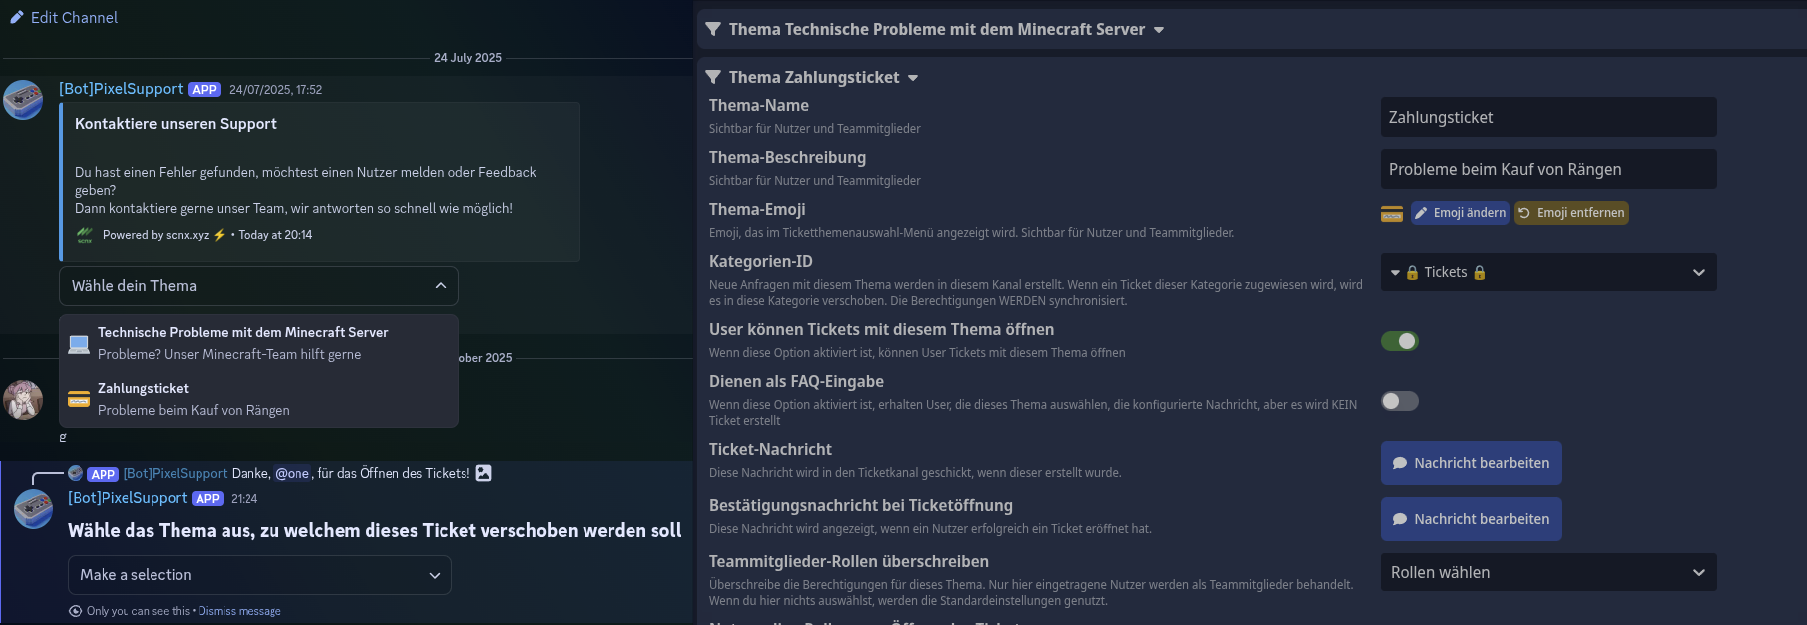 Edit Channel
24 July 2025
[Bot]PixelSupport APP 24/07/2025, 17:52
Kontaktiere unseren Support
Du hast einen Fehler gefunden, möchtest einen Nutzer melden oder Feedback
geben?
Dann kontaktiere gerne unser Team, wir antworten so schnell wie möglich!
scnx Powered by scnx.xyz ⚡ • Today at 20:14
Wähle dein Thema
Technische Probleme mit dem Minecraft Server
Probleme? Unser Minecraft-Team hilft gerne
ober 2025
Zahlungsticket
Probleme beim Kauf von Rängen
g
APP [Bot]PixelSupport Danke, @one, für das Öffnen des Tickets!
[Bot]PixelSupport APP 21:24
Wähle das Thema aus, zu welchem dieses Ticket verschoben werden soll
Make a selection
Only you can see this • Dismiss message
Thema Technische Probleme mit dem Minecraft Server
Thema Zahlungsticket
Thema-Name
Sichtbar für Nutzer und Teammitglieder
Zahlungsticket
Thema-Beschreibung
Sichtbar für Nutzer und Teammitglieder
Probleme beim Kauf von Rängen
Thema-Emoji
Emoji, das im Ticketthemenauswahl-Menü angezeigt wird. Sichtbar für Nutzer und Teammitglieder.
Emoji ändern
Emoji entfernen
Kategorien-ID
Neue Anfragen mit diesem Thema werden in diesem Kanal erstellt. Wenn ein Ticket dieser Kategorie zugewiesen wird, wird
es in diese Kategorie verschoben. Die Berechtigungen WERDEN synchronisiert.
🔒 Tickets 🔒
User können Tickets mit diesem Thema öffnen
Wenn diese Option aktiviert ist, können User Tickets mit diesem Thema öffnen
Dienen als FAQ-Eingabe
Wenn diese Option aktiviert ist, erhalten User, die dieses Thema auswählen, die konfigurierte Nachricht, aber es wird KEIN
Ticket erstellt
Ticket-Nachricht
Diese Nachricht wird in den Ticketkanal geschickt, wenn dieser erstellt wurde.
Nachricht bearbeiten
Bestätigungsnachricht bei Ticketöffnung
Diese Nachricht wird angezeigt, wenn ein Nutzer erfolgreich ein Ticket eröffnet hat.
Nachricht bearbeiten
Teammitglieder-Rollen überschreiben
Überschreibe die Berechtigungen für dieses Thema. Nur hier eingetragene Nutzer werden als Teammitglieder behandelt.
Wenn du hier nichts auswählst, werden die Standardeinstellungen genutzt.
Rollen wählen